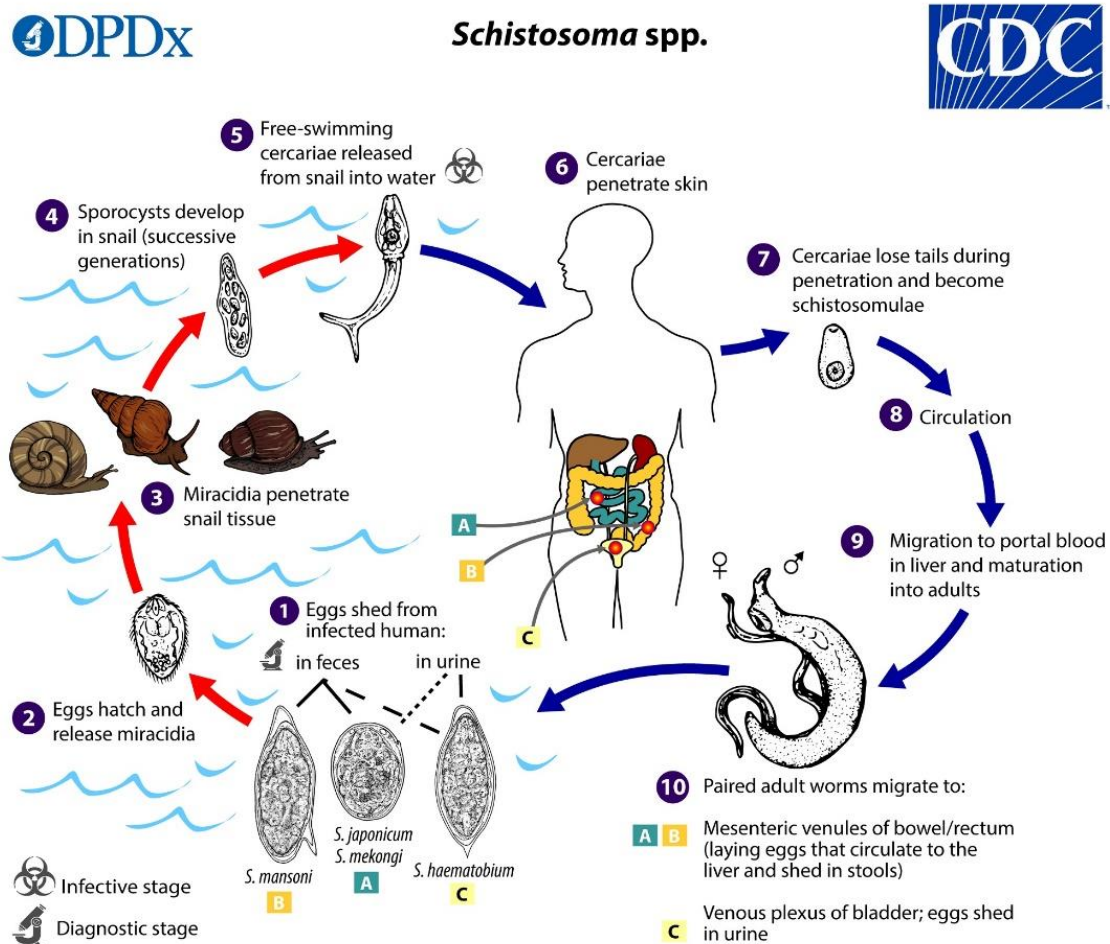 DPDx
Schistosoma spp.
CDC
5 Free-swimming
cercariae released
from snail into water
6 Cercariae
penetrate skin
4 Sporocysts develop
in snail (successive
generations)
7 Cercariae lose tails during
penetration and become
schistosomulae
8 Circulation
3 Miracidia penetrate
snail tissue
A
B
C
9 Migration to portal blood
in liver and maturation
into adults
♀ ♂
1 Eggs shed from
infected human:
in feces
in urine
2 Eggs hatch and
release miracidia
S. mansoni
B
S. japonicum
S. mekongi
A
S. haematobium
C
10 Paired adult worms migrate to:
A B Mesenteric venules of bowel/rectum
(laying eggs that circulate to the
liver and shed in stools)
C Venous plexus of bladder; eggs shed
in urine
Infective stage
Diagnostic stage